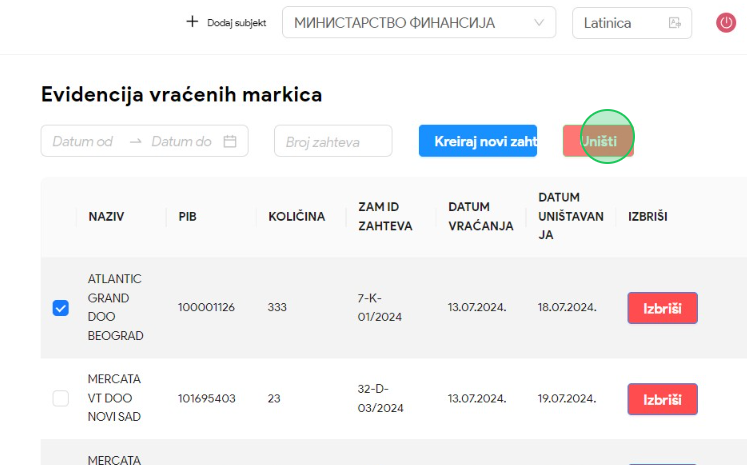 Dodaj subjekt
МИНИСТАРСТВО ФИНАНСИЈА
Latinica
Evidencija vraćenih markica
Datum od → Datum do
Broj zahteva
Kreiraj novi zaht
Uništi
NAZIV
PIB
KOLIČINA
ZAM ID
ZAHTEVA
DATUM
VRAĆANJA
DATUM
UNIŠTAVAN
JA
IZBRIŠI
ATLANTIC
GRAND
DOO
BEOGRAD
100001126
333
7-K-
01/2024
13.07.2024.
18.07.2024.
Izbriši
MERCATA
VT DOO
NOVI SAD
101695403
23
32-D-
03/2024
13.07.2024.
19.07.2024.
Izbriši
MERCATA